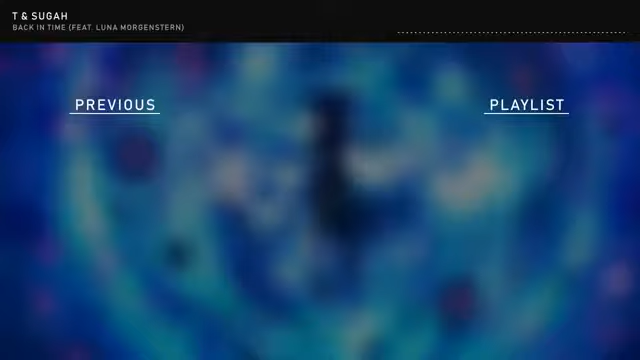 T & SUGAH
BACK IN TIME (FEAT. LUNA MORGENSTERN)
PREVIOUS
PLAYLIST